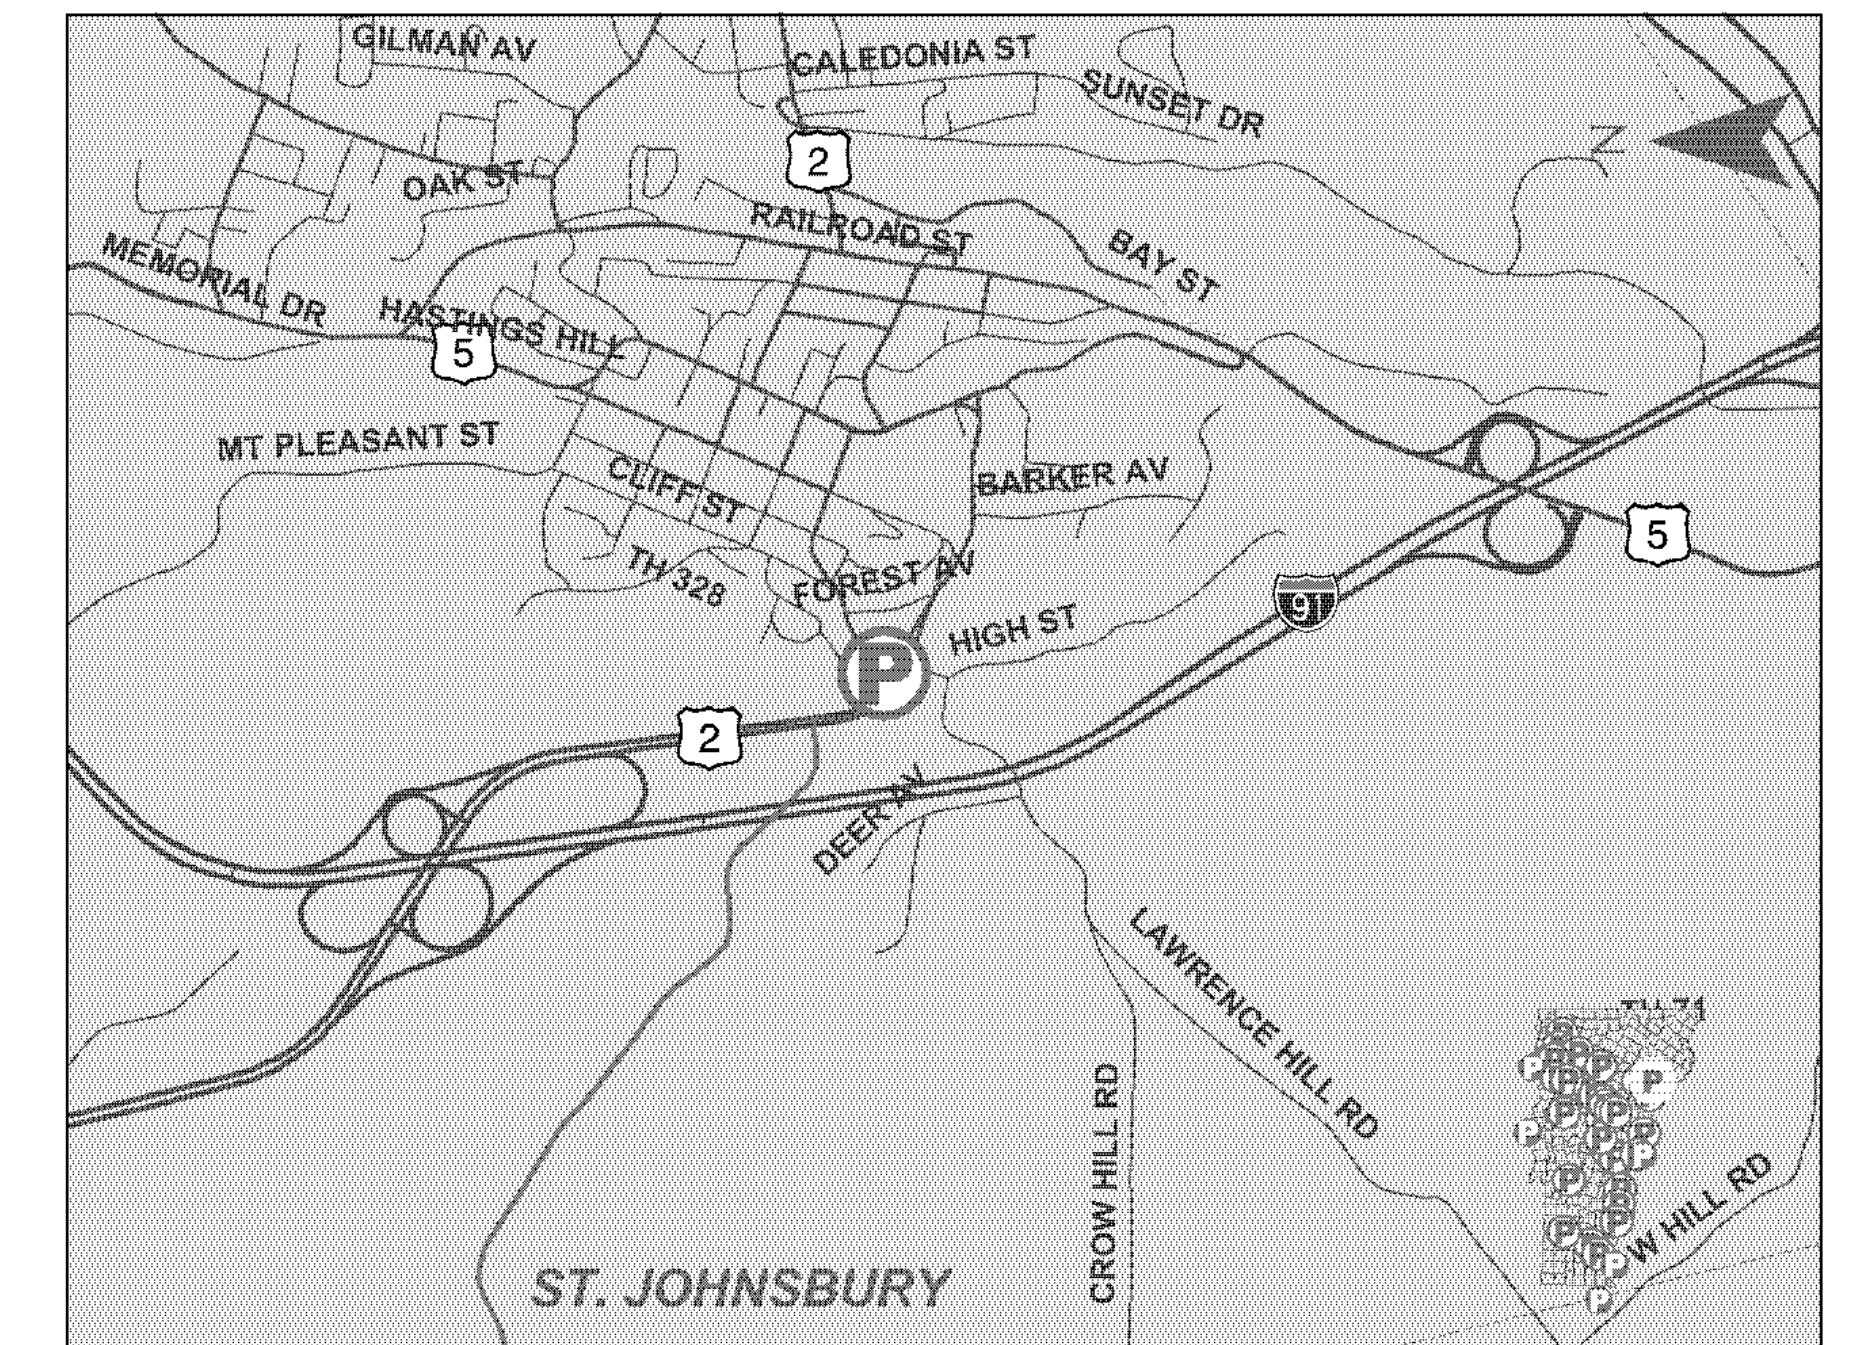 GILMAN AV
CALEDONIA ST
SUNSET DR
N
2
OAK ST
RAILROAD ST
BAY ST
MEMORIAL DR
HASTINGS HILL
5
MT PLEASANT ST
CLIFF ST
BARKER AV
5
TH 328
FOREST AV
91
HIGH ST
P
2
DEER AV
LAWRENCE HILL RD
CROW HILL RD
P
P
P
P
P
P
P
P
P
P
P
P
P
W HILL RD
P
P
ST. JOHNSBURY